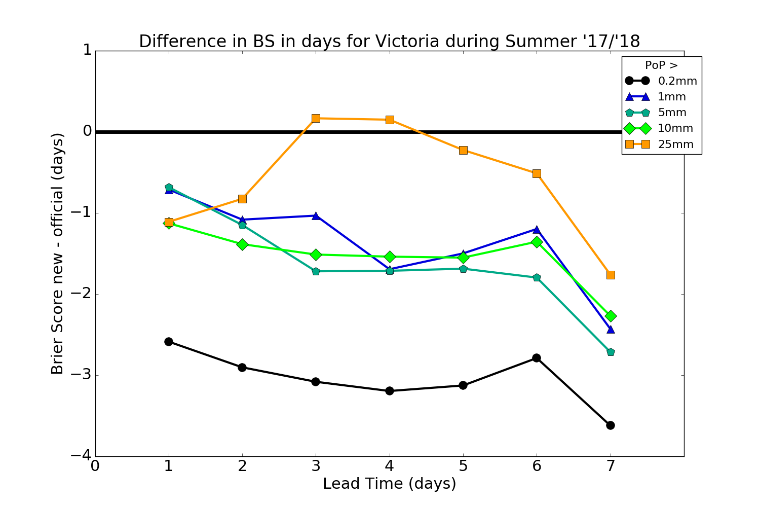 Difference in BS in days for Victoria during Summer '17/'18
PoP >
0.2mm
1mm
5mm
10mm
25mm
Brier Score new - official (days)
1
0
−1
−2
−3
−4
0 1 2 3 4 5 6 7
Lead Time (days)